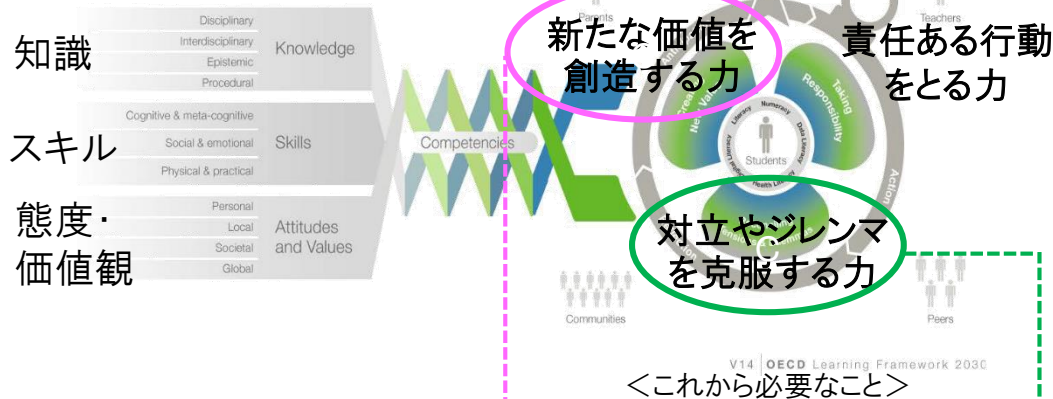 知識
スキル
態度・
価値観
Disciplinary
Interdisciplinary
Epistemic
Procedural
Knowledge
Cognitive & meta-cognitive
Social & emotional
Physical & practical
Skills
Personal
Local
Societal
Global
Attitudes
and Values
Competencies
Parents
新たな価値を
創造する力
Teachers
責任ある行動
をとる力
New Value
Taking
Responsibility
Literacy
Numeracy
Data Literacy
Health Literacy
Students
Action
対立やジレンマ
を克服する力
Communities
Peers
V14 OECD Learning Framework 2030
＜これから必要なこと＞